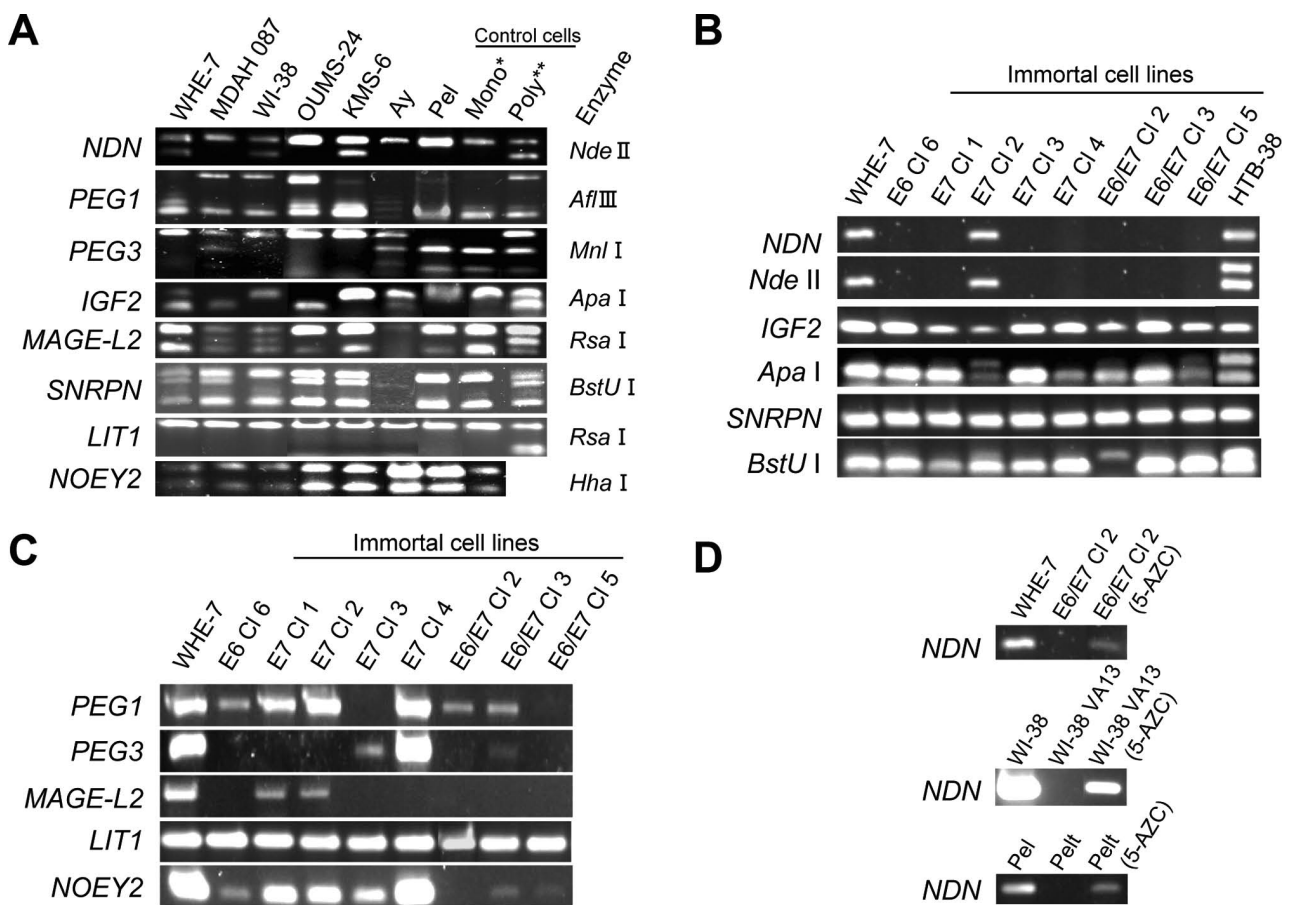 A
Control cells
WHE-7
MDAH 087
WI-38
OUMS-24
KMS-6
Ay
Pel
Mono*
Poly**
Enzyme
NDN
Nde II
PEG1
Afl III
PEG3
Mnl I
IGF2
Apa I
MAGE-L2
Rsa I
SNRPN
BstU I
LIT1
Rsa I
NOEY2
Hha I
B
Immortal cell lines
WHE-7
E6 Cl 6
E7 Cl 1
E7 Cl 2
E7 Cl 3
E7 Cl 4
E6/E7 Cl 2
E6/E7 Cl 3
E6/E7 Cl 5
HTB-38
NDN
Nde II
IGF2
Apa I
SNRPN
BstU I
C
Immortal cell lines
WHE-7
E6 Cl 6
E7 Cl 1
E7 Cl 2
E7 Cl 3
E7 Cl 4
E6/E7 Cl 2
E6/E7 Cl 3
E6/E7 Cl 5
PEG1
PEG3
MAGE-L2
LIT1
NOEY2
D
WHE-7
E6/E7 Cl 2
E6/E7 Cl 2
(5-AZC)
NDN
WI-38
WI-38 VA13
WI-38 VA13
(5-AZC)
NDN
Pel
Pelt
Pelt
(5-AZC)
NDN